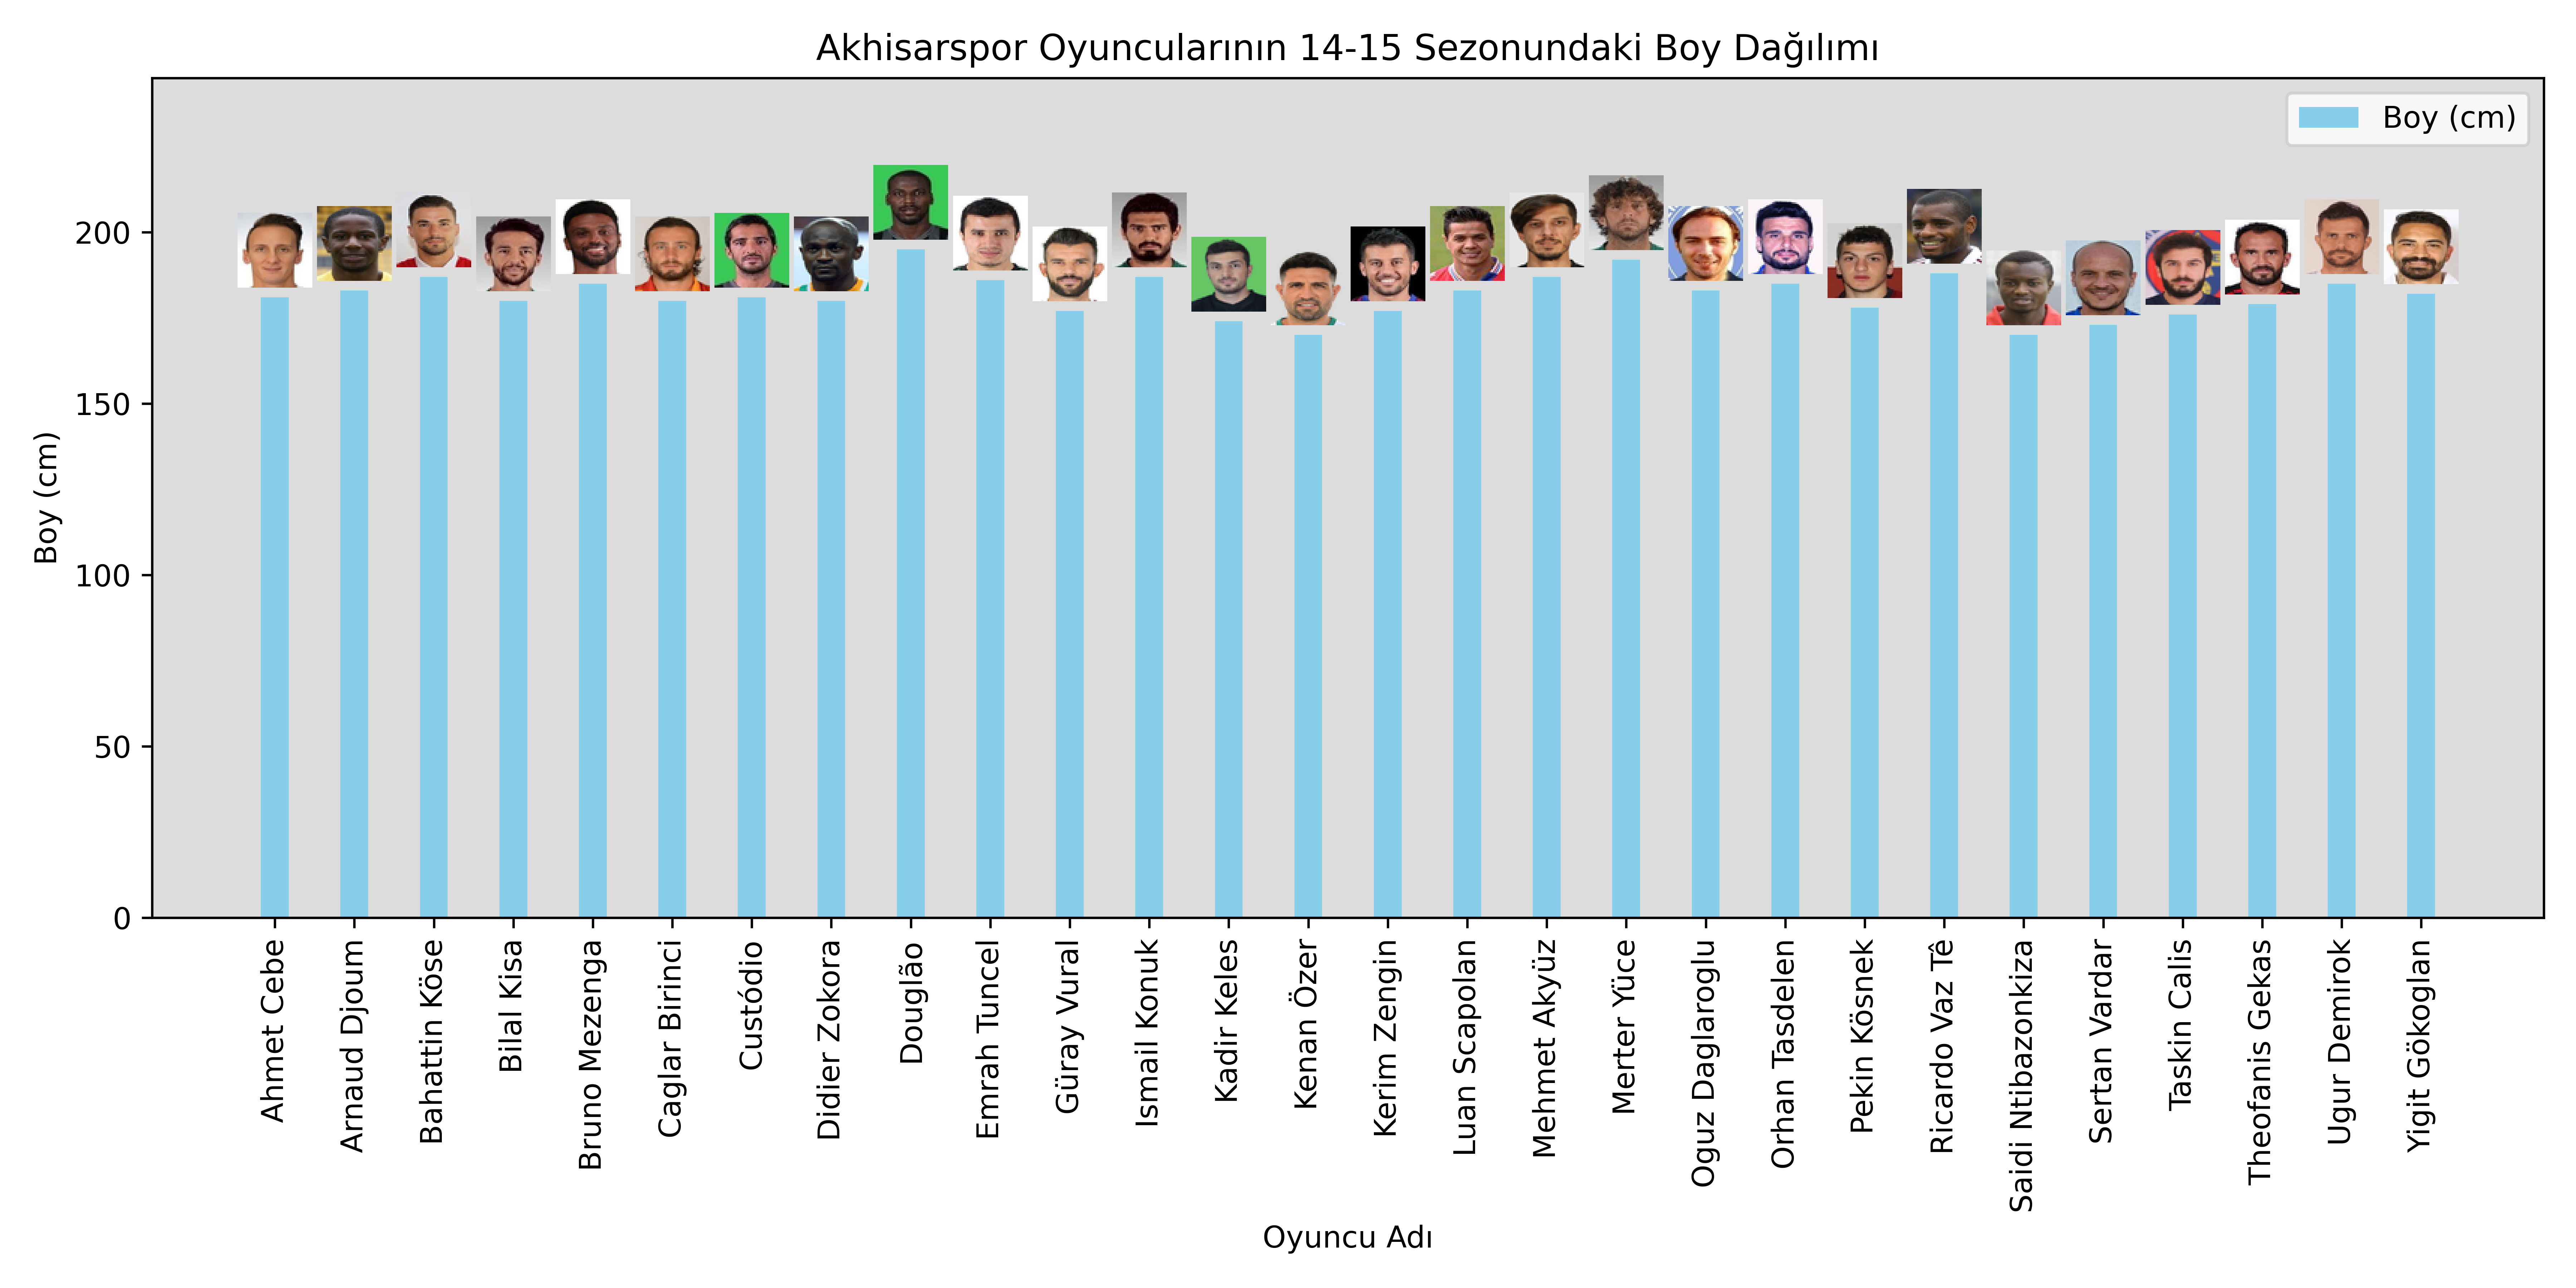 Akhisarspor Oyuncularının 14-15 Sezonundaki Boy Dağılımı
Boy (cm)
Boy (cm)
200
150
100
50
0
Ahmet Cebe
Arnaud Djoum
Bahattin Köse
Bilal Kisa
Bruno Mezenga
Caglar Birinci
Custódio
Didier Zokora
Douglão
Emrah Tuncel
Güray Vural
Ismail Konuk
Kadir Keles
Kenan Özer
Kerim Zengin
Luan Scapolan
Mehmet Akyüz
Merter Yüce
Oguz Daglaroglu
Orhan Tasdelen
Pekin Kösnek
Ricardo Vaz Tê
Saidi Ntibazonkiza
Sertan Vardar
Taskin Calis
Theofanis Gekas
Ugur Demirok
Yigit Gökoglan
Oyuncu Adı